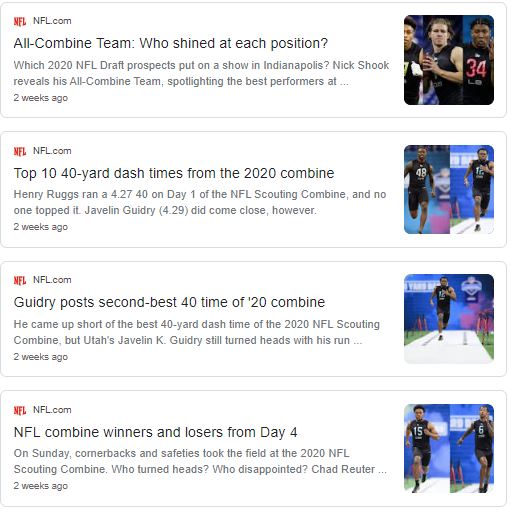 NFL NFL.com
All-Combine Team: Who shined at each position?
Which 2020 NFL Draft prospects put on a show in Indianapolis? Nick Shook
reveals his All-Combine Team, spotlighting the best performers at ...
2 weeks ago
34
NFL NFL.com
Top 10 40-yard dash times from the 2020 combine
Henry Ruggs ran a 4.27 40 on Day 1 of the NFL Scouting Combine, and no
one topped it. Javelin Guidry (4.29) did come close, however.
2 weeks ago
48
12
NFL NFL.com
Guidry posts second-best 40 time of '20 combine
He came up short of the best 40-yard dash time of the 2020 NFL Scouting
Combine, but Utah's Javelin K. Guidry still turned heads with his run ...
2 weeks ago
NFL NFL.com
NFL combine winners and losers from Day 4
On Sunday, cornerbacks and safeties took the field at the 2020 NFL
Scouting Combine. Who turned heads? Who disappointed? Chad Reuter ...
2 weeks ago
15
6